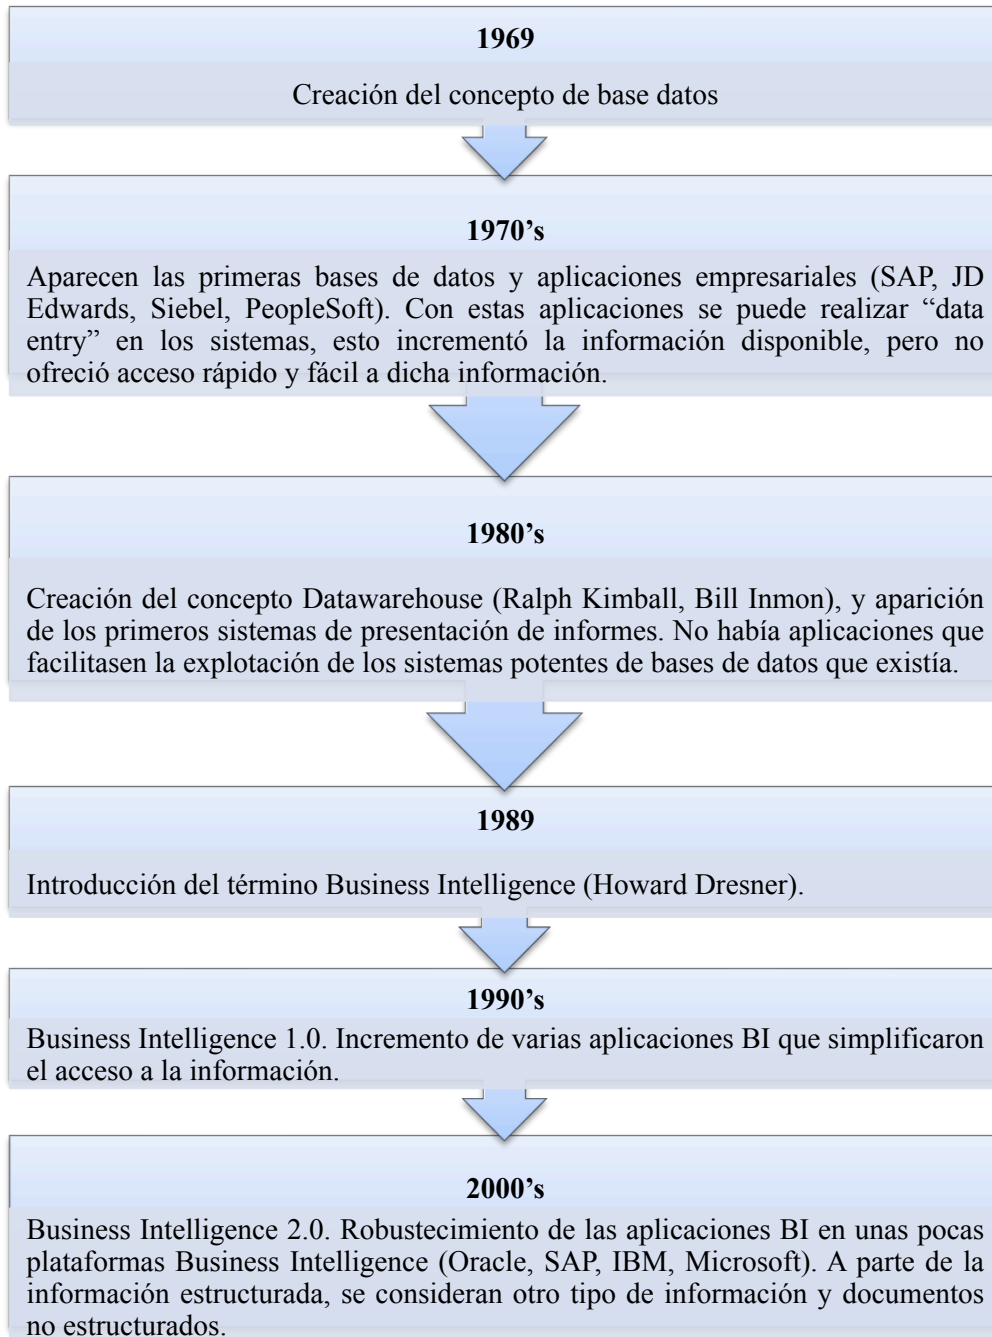 1969
Creación del concepto de base datos
1970’s
Aparecen las primeras bases de datos y aplicaciones empresariales (SAP, JD
Edwards, Siebel, PeopleSoft). Con estas aplicaciones se puede realizar “data
entry” en los sistemas, esto incrementó la información disponible, pero no
ofreció acceso rápido y fácil a dicha información.
1980’s
Creación del concepto Datawarehouse (Ralph Kimball, Bill Inmon), y aparición
de los primeros sistemas de presentación de informes. No había aplicaciones que
facilitasen la explotación de los sistemas potentes de bases de datos que existía.
1989
Introducción del término Business Intelligence (Howard Dresner).
1990’s
Business Intelligence 1.0. Incremento de varias aplicaciones BI que simplificaron
el acceso a la información.
2000’s
Business Intelligence 2.0. Robustecimiento de las aplicaciones BI en unas pocas
plataformas Business Intelligence (Oracle, SAP, IBM, Microsoft). A parte de la
información estructurada, se consideran otro tipo de información y documentos
no estructurados.